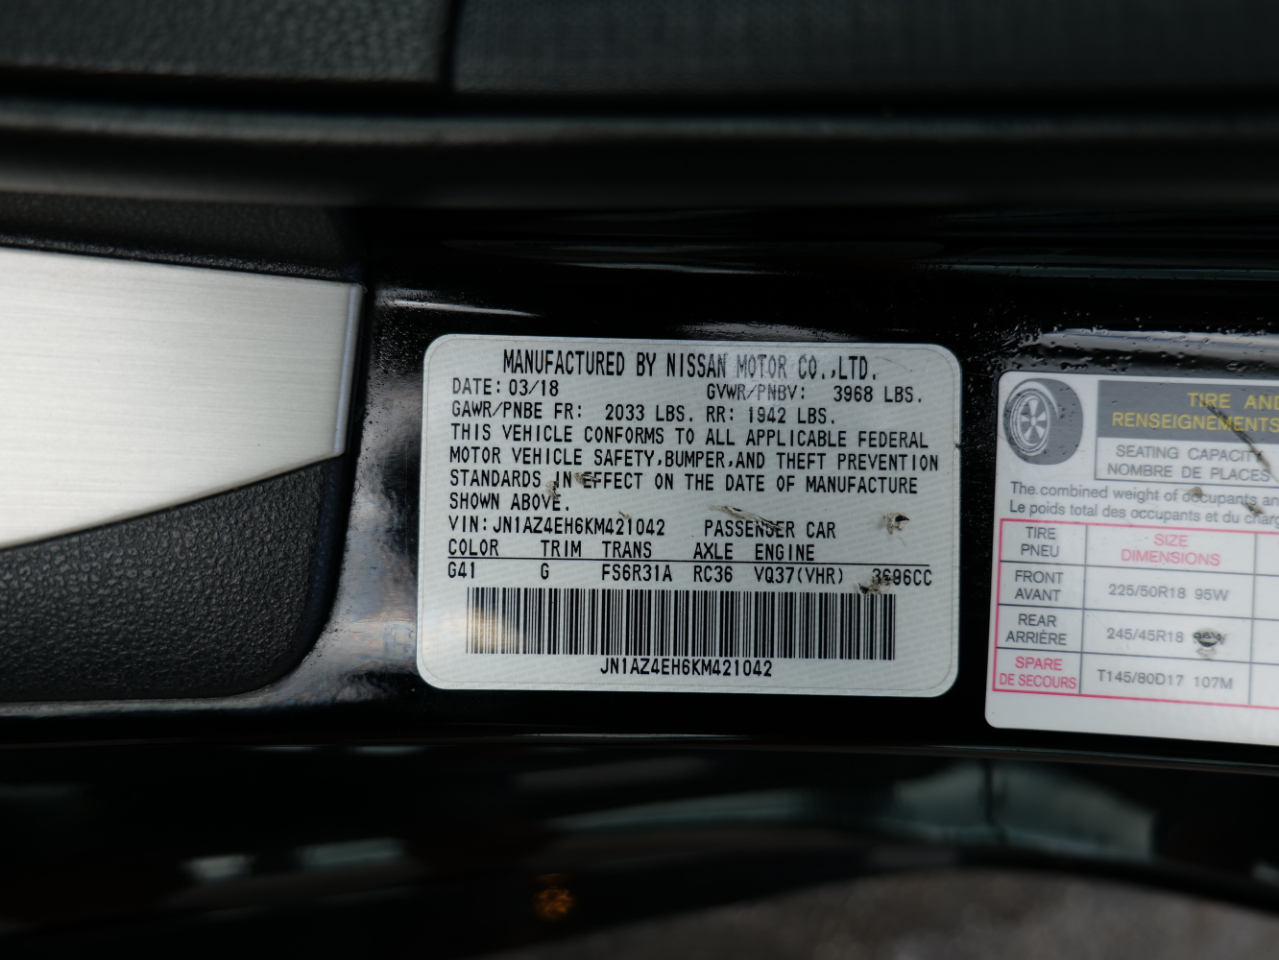 MANUFACTURED BY NISSAN MOTOR CO.,LTD.
DATE: 03/18 GVWR/PNBV: 3968 LBS.
GAWR/PNBE FR: 2033 LBS. RR: 1942 LBS.
THIS VEHICLE CONFORMS TO ALL APPLICABLE FEDERAL
MOTOR VEHICLE SAFETY,BUMPER,AND THEFT PREVENTION
STANDARDS IN EFFECT ON THE DATE OF MANUFACTURE
SHOWN ABOVE.
VIN:JN1AZ4EH6KM421042 PASSENGER CAR
COLOR TRIM TRANS AXLE ENGINE
G41 G FS6R31A RC36 VQ37(VHR) 3696CC
JN1AZ4EH6KM421042
TIRE AND
RENSEIGNEMENTS
SEATING CAPACITY
NOMBRE DE PLACES
The combined weight of occupants
Le poids total des occupants et du
TIRE SIZE
PNEU DIMENSIONS
FRONT
AVANT 225/50R18 95W
REAR
ARRIÈRE 245/45R18
SPARE
DE SECOURS T145/80D17 107M